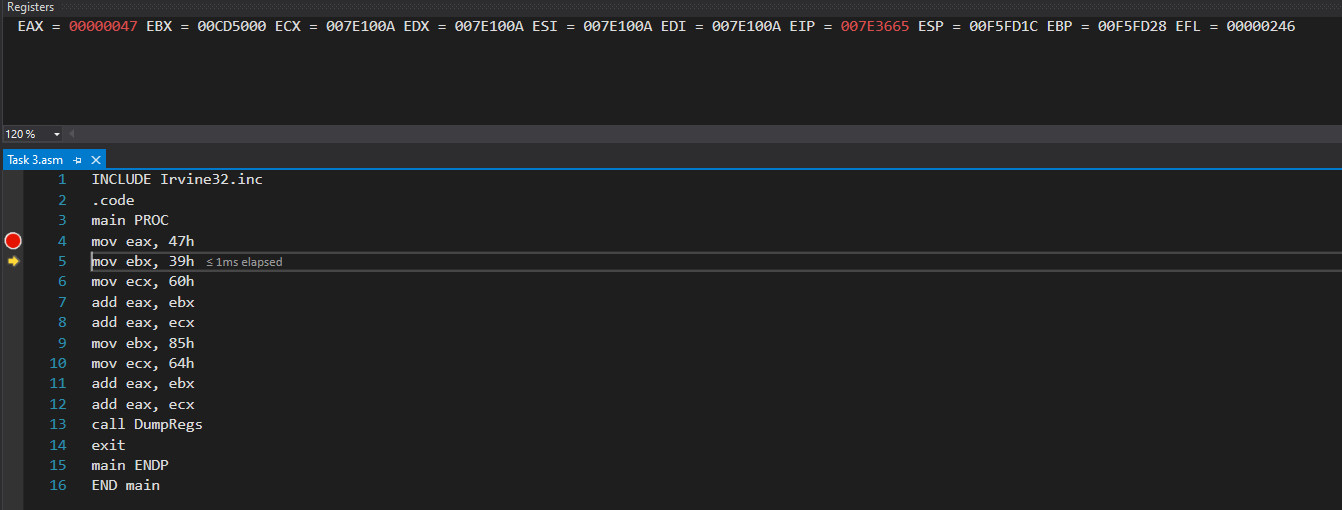 Registers
EAX = 00000047 EBX = 00CD5000 ECX = 007E100A EDX = 007E100A ESI = 007E100A EDI = 007E100A EIP = 007E3665 ESP = 00F5FD1C EBP = 00F5FD28 EFL = 00000246
120 %
Task 3.asm
1 INCLUDE Irvine32.inc
2 .code
3 main PROC
4 mov eax, 47h
5 mov ebx, 39h ≤ 1ms elapsed
6 mov ecx, 60h
7 add eax, ebx
8 add eax, ecx
9 mov ebx, 85h
10 mov ecx, 64h
11 add eax, ebx
12 add eax, ecx
13 call DumpRegs
14 exit
15 main ENDP
16 END main